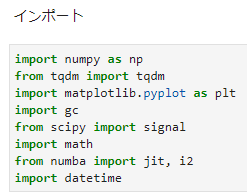 インポート
import numpy as np
from tqdm import tqdm
import matplotlib.pyplot as plt
import gc
from scipy import signal
import math
from numba import jit, i2
import datetime